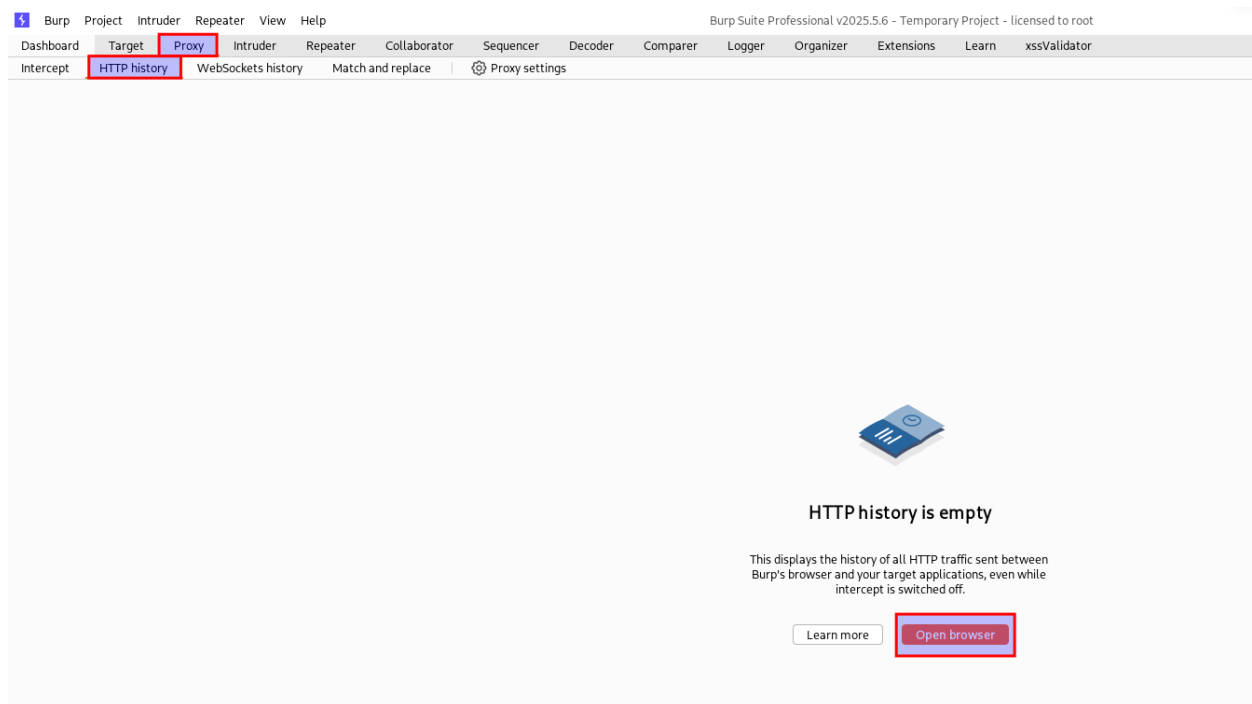 Burp Project Intruder Repeater View Help Burp Suite Professional v2025.5.6 - Temporary Project - licensed to root
Dashboard Target Proxy Intruder Repeater Collaborator Sequencer Decoder Comparer Logger Organizer Extensions Learn xssValidator
Intercept HTTP history WebSockets history Match and replace Proxy settings
HTTP history is empty
This displays the history of all HTTP traffic sent between
Burp's browser and your target applications, even while
intercept is switched off.
Learn more Open browser